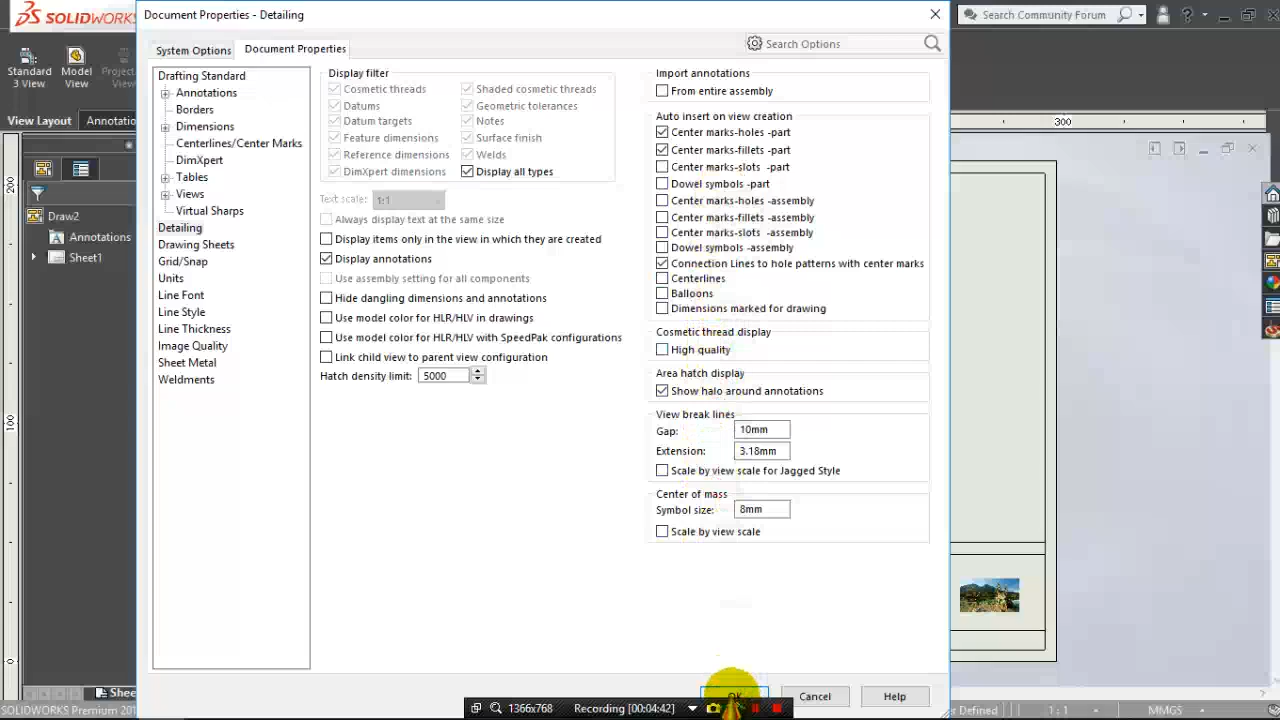 SOLIDWORKS
Document Properties - Detailing
Search Community Forum
System Options
Document Properties
Search Options
Standard
3 View
Model
View
View Layout
Drafting Standard
Annotations
Borders
Dimensions
Centerlines/Center Marks
DimXpert
Tables
Views
Virtual Sharps
Detailing
Drawing Sheets
Grid/Snap
Units
Line Font
Line Style
Line Thickness
Image Quality
Sheet Metal
Weldments
Display filter
Cosmetic threads
Shaded cosmetic threads
Datums
Geometric tolerances
Datum targets
Notes
Feature dimensions
Surface finish
Reference dimensions
Welds
DimXpert dimensions
Display all types
Text scale: 1:1
Always display text at the same size
Display items only in the view in which they are created
Display annotations
Use assembly setting for all components
Hide dangling dimensions and annotations
Use model color for HLR/HLV in drawings
Use model color for HLR/HLV with SpeedPak configurations
Link child view to parent view configuration
Hatch density limit: 5000
Import annotations
From entire assembly
Auto insert on view creation
Center marks-holes -part
Center marks-fillets -part
Center marks-slots -part
Dowel symbols -part
Center marks-holes -assembly
Center marks-fillets -assembly
Center marks-slots -assembly
Dowel symbols -assembly
Connection Lines to hole patterns with center marks
Centerlines
Balloons
Dimensions marked for drawing
Cosmetic thread display
High quality
Area hatch display
Show halo around annotations
View break lines
Gap: 10mm
Extension: 3.18mm
Scale by view scale for Jagged Style
Center of mass
Symbol size: 8mm
Scale by view scale
OK
Cancel
Help
Draw2
Annotations
Sheet1
200
100
0
300
1366x768
Recording [00:04:42]
SOLIDWORKS Premium
1 : 1
MMGS